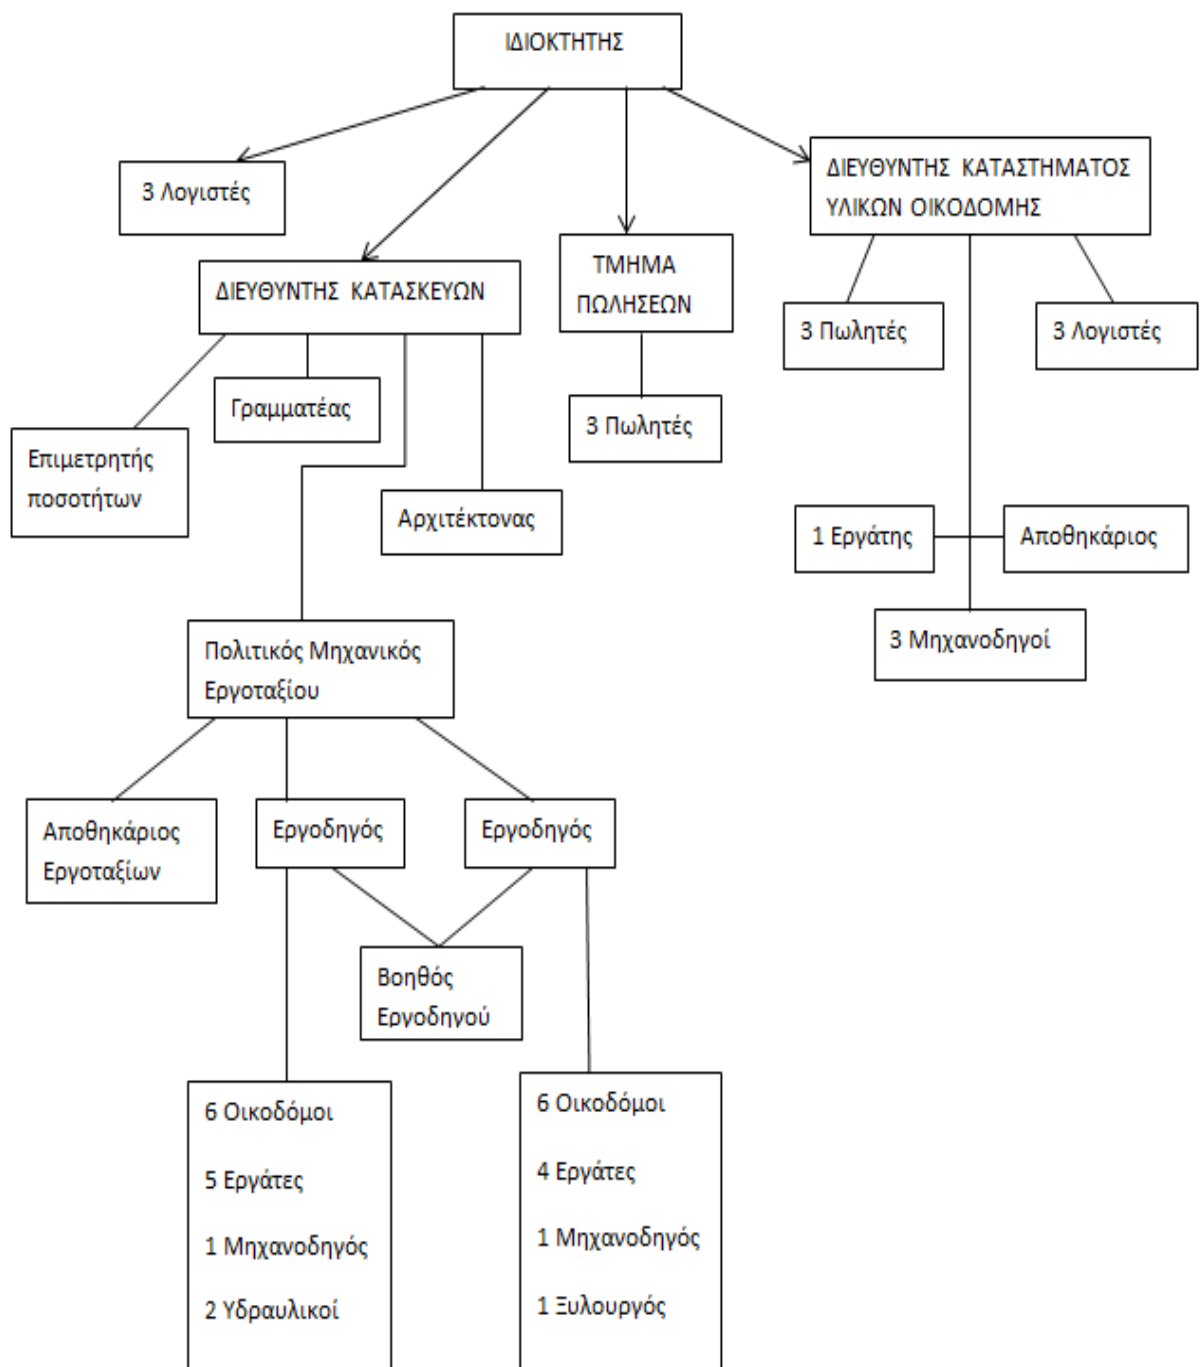 ΙΔΙΟΚΤΗΤΗΣ
3 Λογιστές
ΔΙΕΥΘΥΝΤΗΣ ΚΑΤΑΣΤΗΜΑΤΟΣ
ΥΛΙΚΩΝ ΟΙΚΟΔΟΜΗΣ
ΔΙΕΥΘΥΝΤΗΣ ΚΑΤΑΣΚΕΥΩΝ
ΤΜΗΜΑ
ΠΩΛΗΣΕΩΝ
3 Πωλητές
3 Λογιστές
Γραμματέας
3 Πωλητές
Επιμετρητής
ποσοτήτων
Αρχιτέκτονας
1 Εργάτης
Αποθηκάριος
3 Μηχανοδηγοί
Πολιτικός Μηχανικός
Εργοταξίου
Αποθηκάριος
Εργοταξίων
Εργοδηγός
Εργοδηγός
Βοηθός
Εργοδηγού
6 Οικοδόμοι
5 Εργάτες
1 Μηχανοδηγός
2 Υδραυλικοί
6 Οικοδόμοι
4 Εργάτες
1 Μηχανοδηγός
1 Ξυλουργός